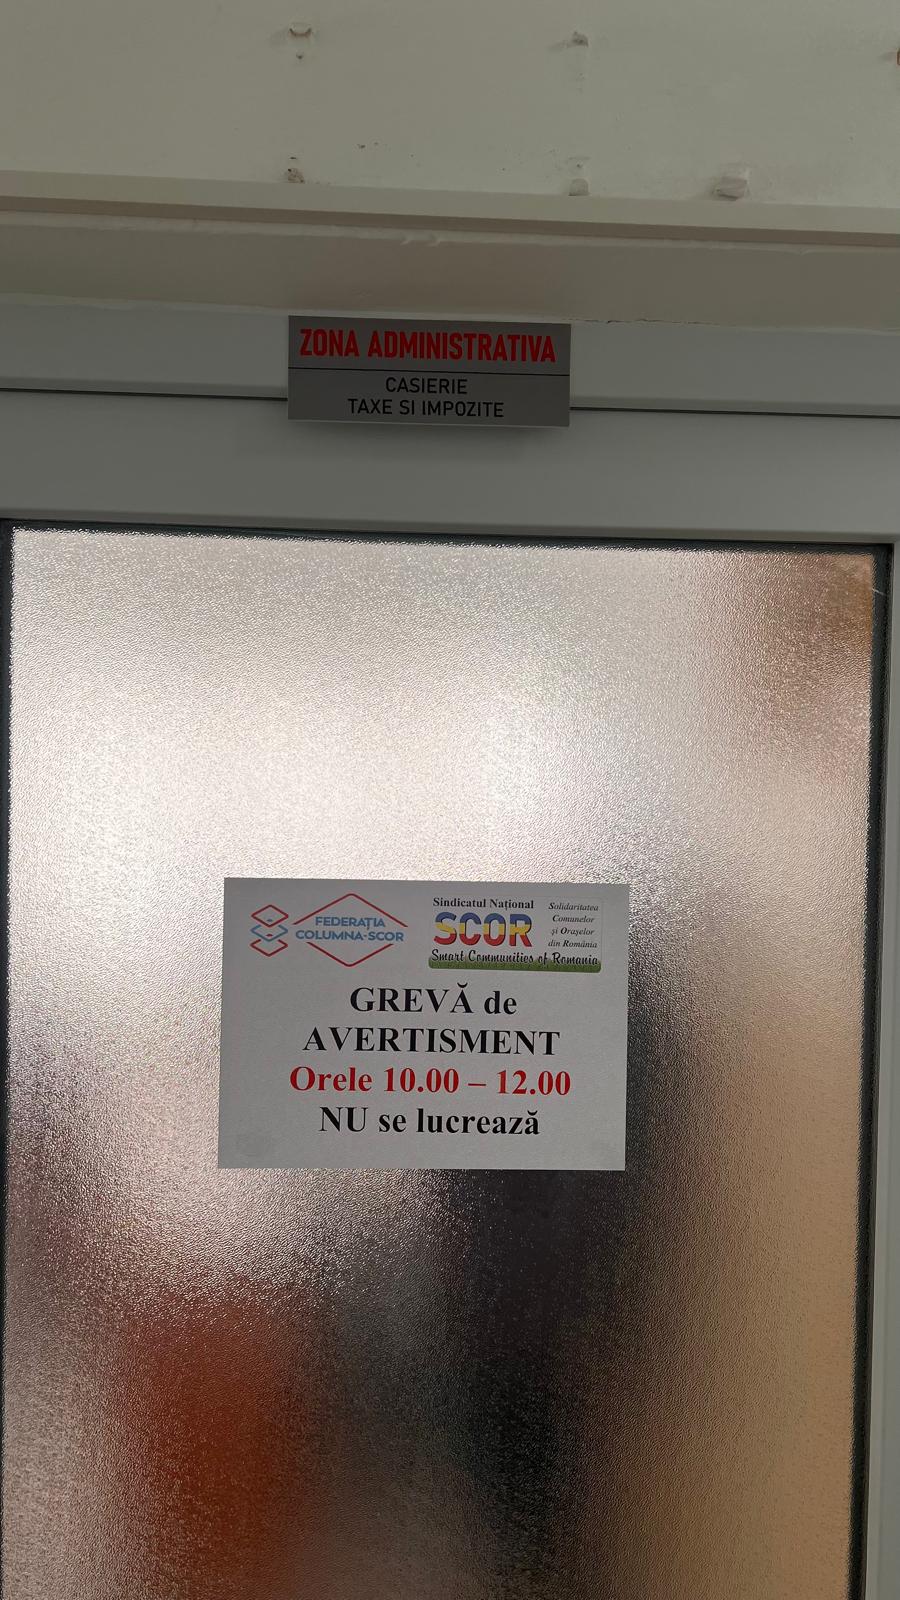 ZONA ADMINISTRATIVA
CASIERIE
TAXE SI IMPOZITE
FEDERAȚIA
COLUMNA-SCOR
Sindicatul Național
SCOR
Smart Communities of Romania
Solidaritatea
Comunelor
și Orașelor
din România
GREVĂ de
AVERTISMENT
Orele 10.00 – 12.00
NU se lucrează